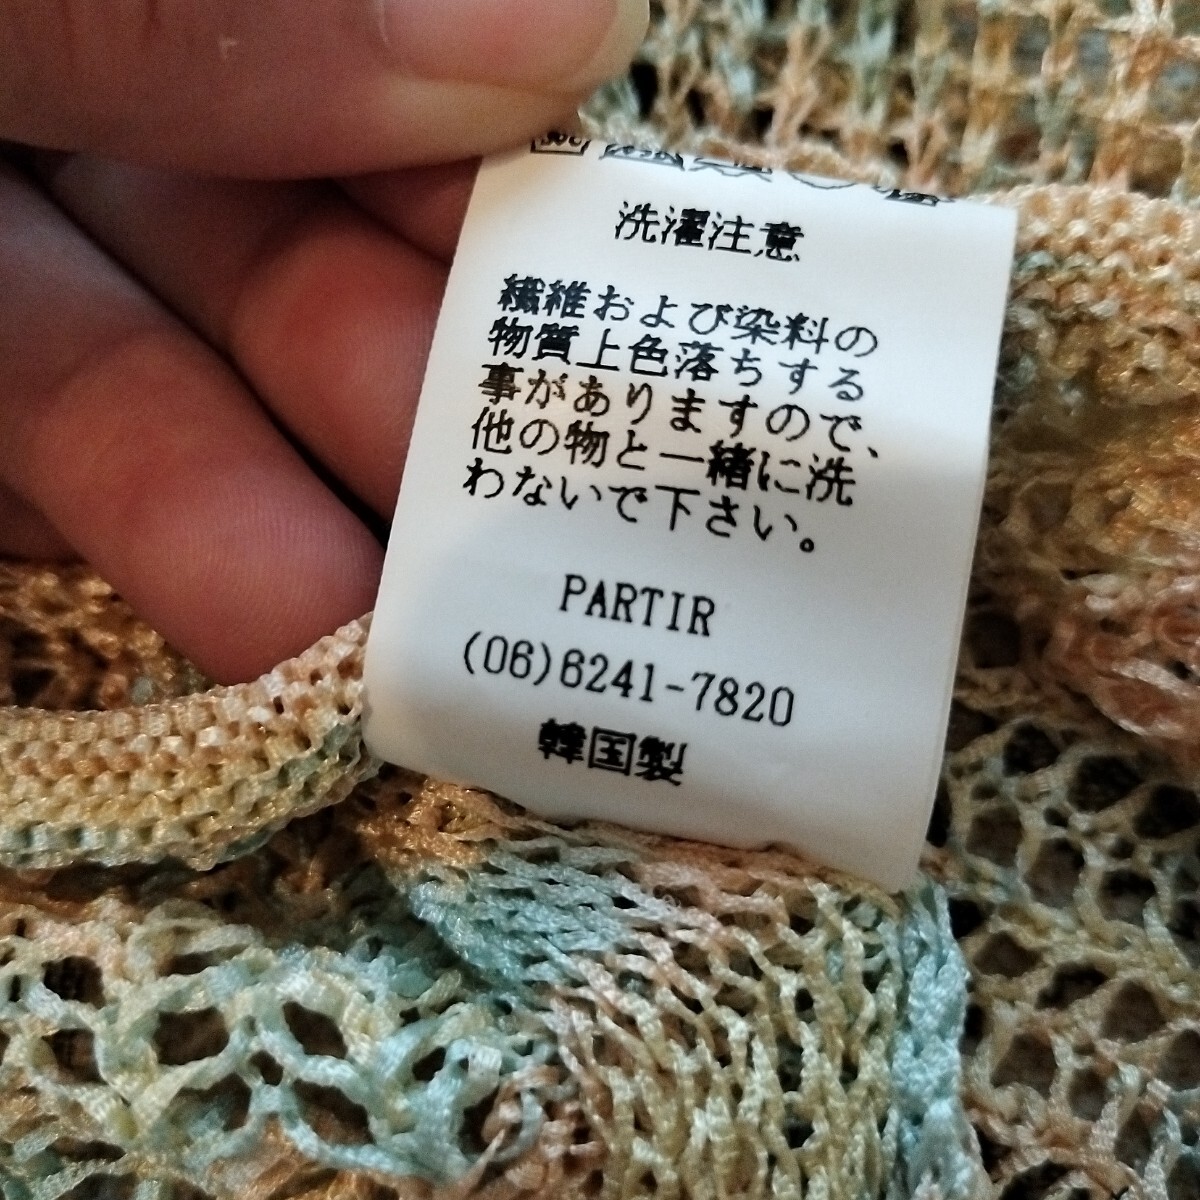 洗濯注意
繊維および染料の
物質上色落ちする
事がありますので、
他の物と一緒に洗
わないで下さい。
PARTIR
(06)6241-7820
韓国製